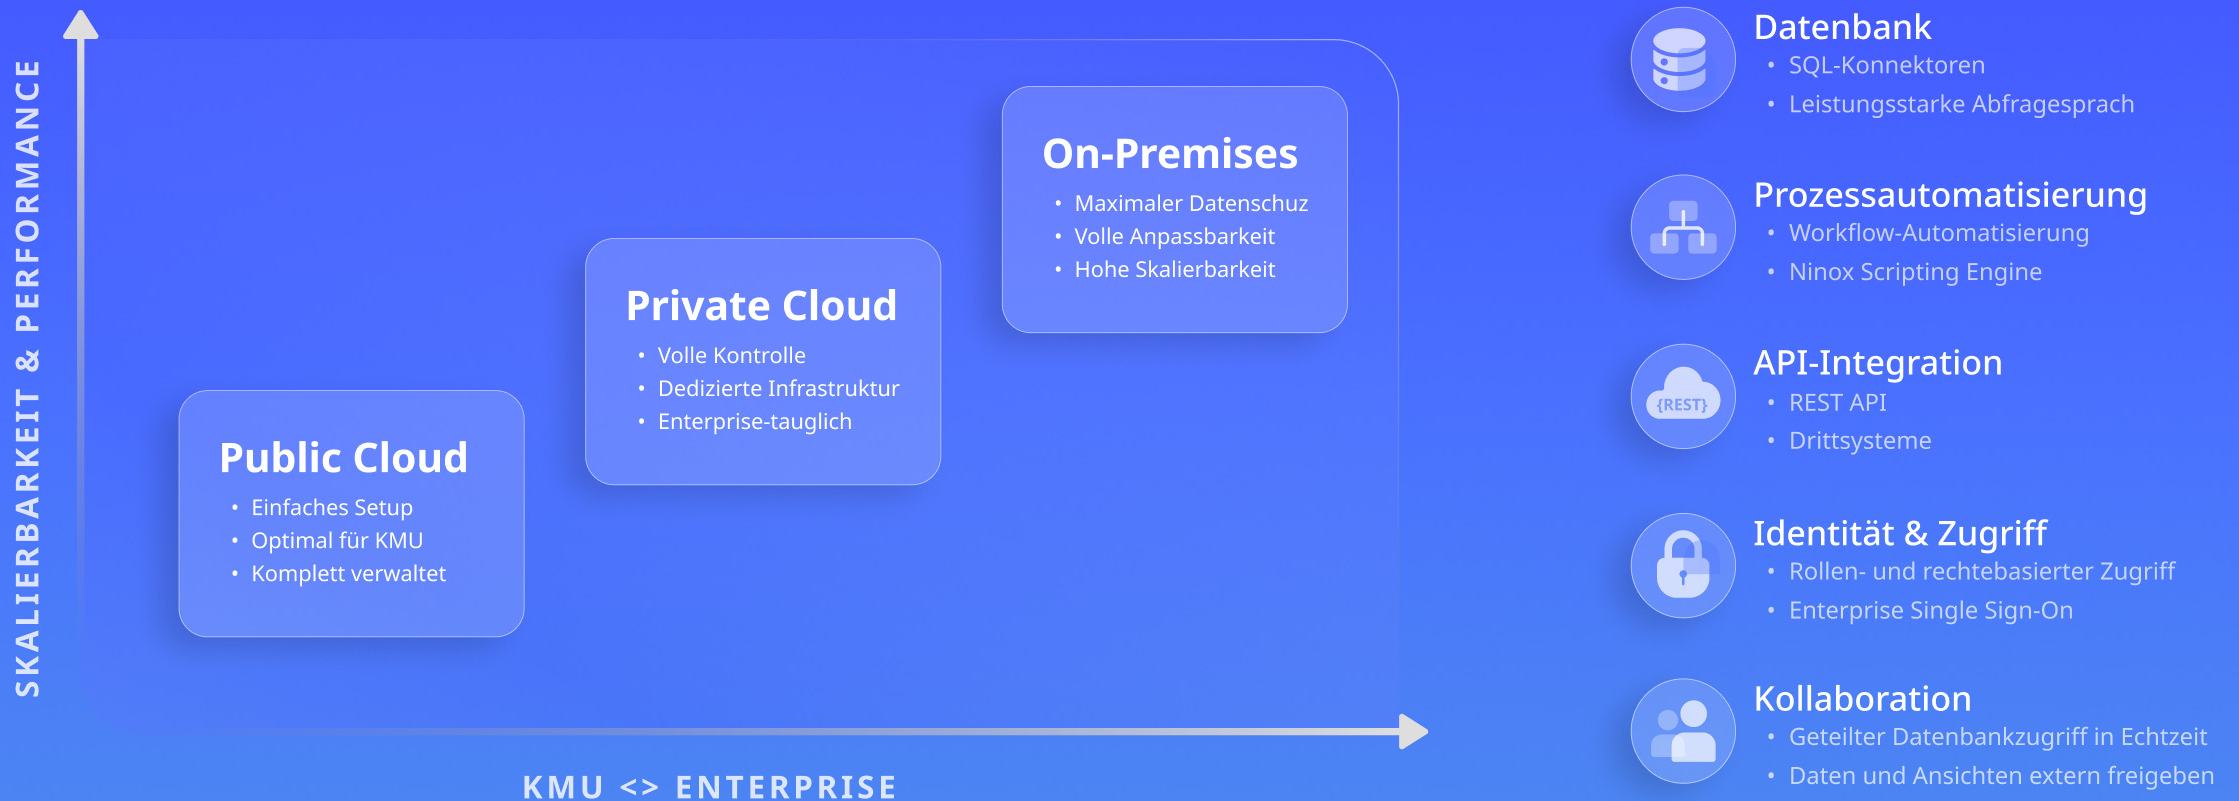 SKALIERBARKEIT & PERFORMANCE
Public Cloud
• Einfaches Setup
• Optimal für KMU
• Komplett verwaltet
Private Cloud
• Volle Kontrolle
• Dedizierte Infrastruktur
• Enterprise-tauglich
On-Premises
• Maximaler Datenschuz
• Volle Anpassbarkeit
• Hohe Skalierbarkeit
KMU <> ENTERPRISE
Datenbank
• SQL-Konnektoren
• Leistungsstarke Abfragesprach
Prozessautomatisierung
• Workflow-Automatisierung
• Ninox Scripting Engine
{REST}
API-Integration
• REST API
• Drittsysteme
Identität & Zugriff
• Rollen- und rechtebasierter Zugriff
• Enterprise Single Sign-On
Kollaboration
• Geteilter Datenbankzugriff in Echtzeit
• Daten und Ansichten extern freigeben